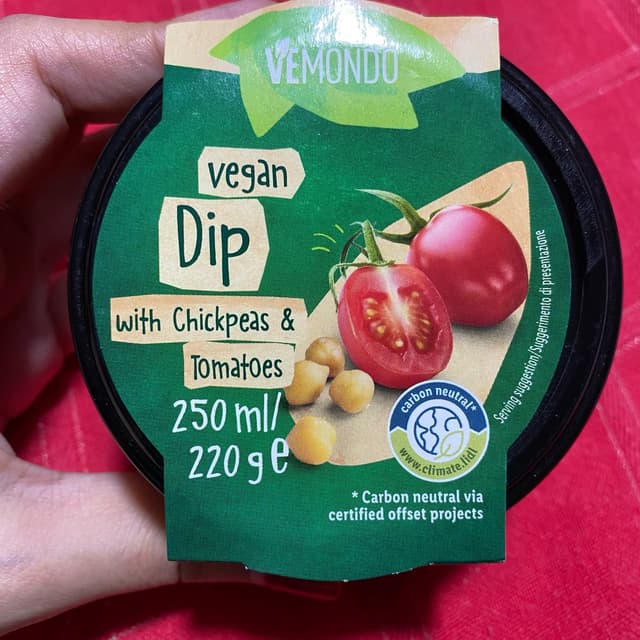 VEMONDO
vegan
Dip
with Chickpeas &
Tomatoes
250 ml/
220 g e
carbon neutral*
www.climate.lidl
* Carbon neutral via
certified offset projects
Serving suggestion/Suggerimento di presentazione